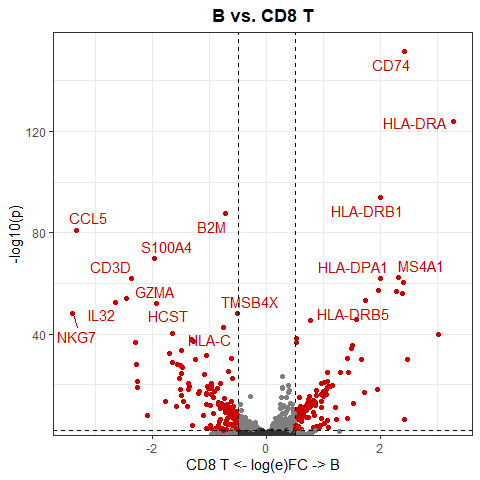 B vs. CD8 T
-log10(p)
120
80
40
CD74
HLA-DRA
HLA-DRB1
CCL5
B2M
S100A4
CD3D
HLA-DPA1
MS4A1
GZMA
TMSB4X
IL32
HCST
HLA-DRB5
NKG7
HLA-C
-2
0
2
CD8 T <- log(e)FC -> B